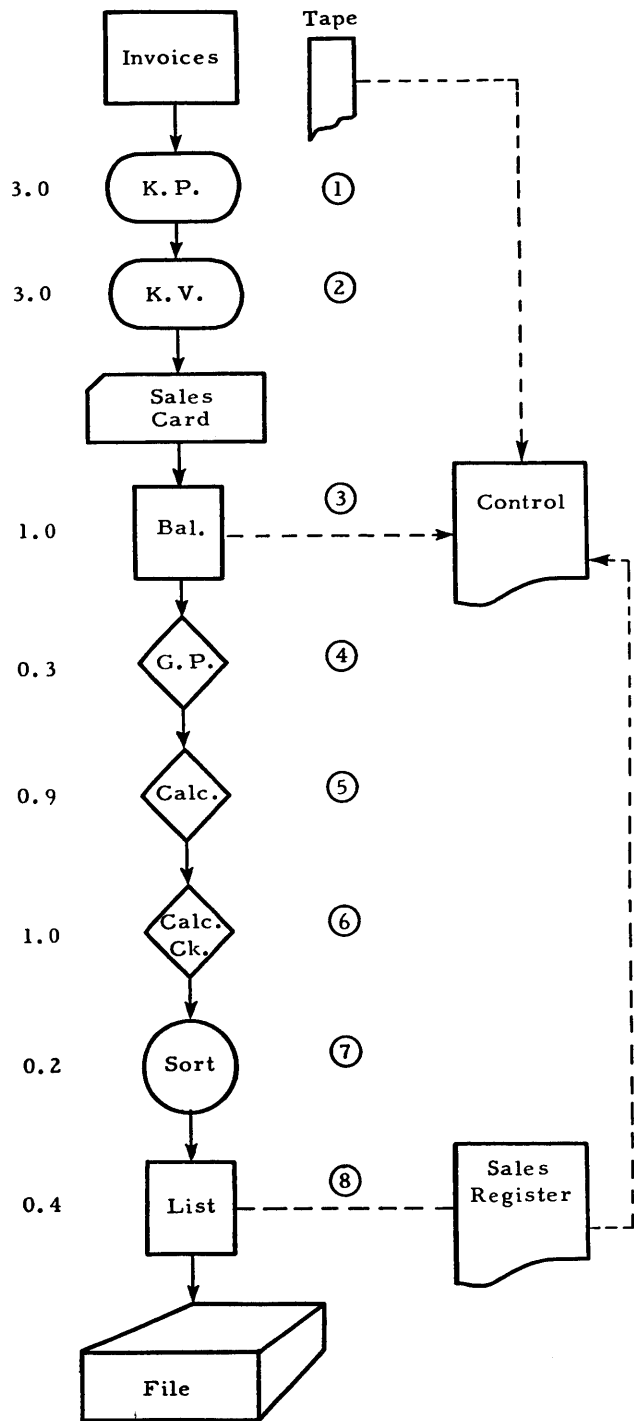 Tape
Invoices
3.0 K. P. ①
3.0 K. V. ②
Sales
Card
③
Control
1.0 Bal.
0.3 G. P. ④
0.9 Calc. ⑤
1.0 Calc.
Ck. ⑥
0.2 Sort ⑦
0.4 List ⑧
Sales
Register
File